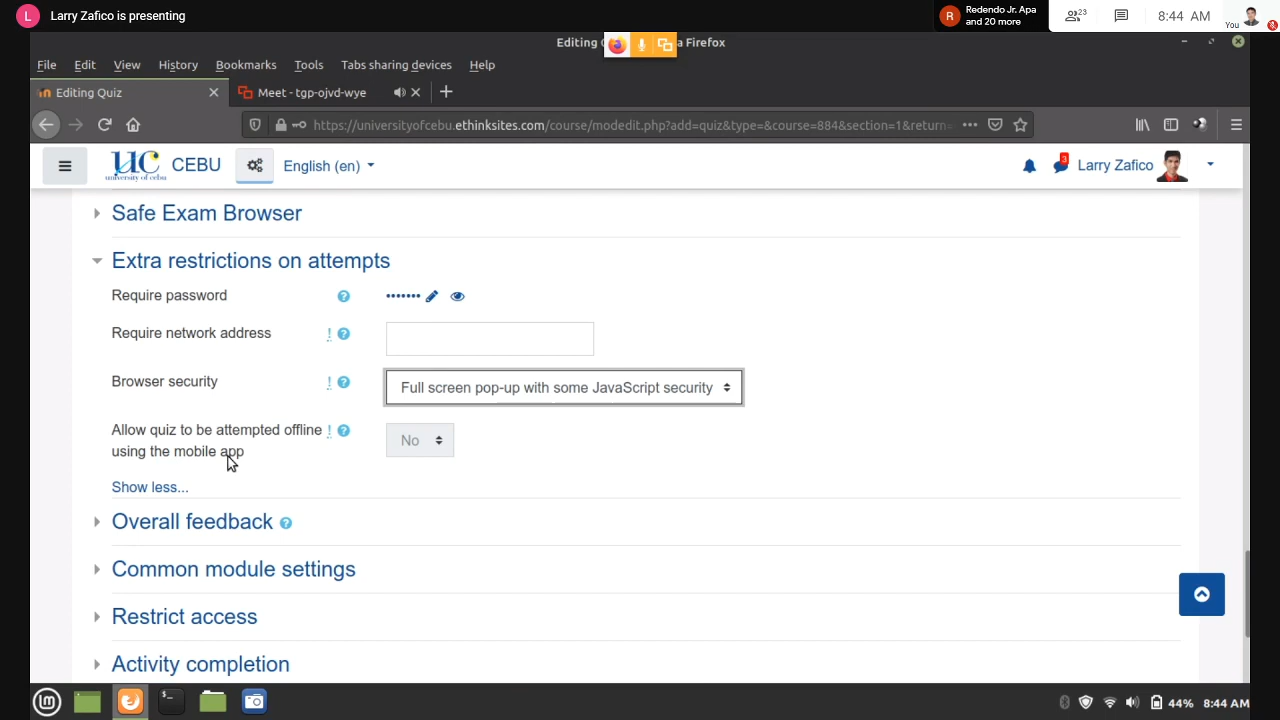 L Larry Zafico is presenting
R Redendo Jr. Apa and 20 more
23
8:44 AM
You
Editing
a Firefox
File Edit View History Bookmarks Tools Tabs sharing devices Help
Editing Quiz
Meet - tgp-ojvd-wye
https://universityofcebu.ethinksites.com/course/modedit.php?add=quiz&type=&course=884&section=1&return=
UC CEBU
university of cebu
English (en)
3
Larry Zafico
Safe Exam Browser
Extra restrictions on attempts
Require password
•••••••
Require network address
Browser security
Full screen pop-up with some JavaScript security
Allow quiz to be attempted offline
using the mobile app
No
Show less...
Overall feedback
Common module settings
Restrict access
Activity completion
44% 8:44 AM